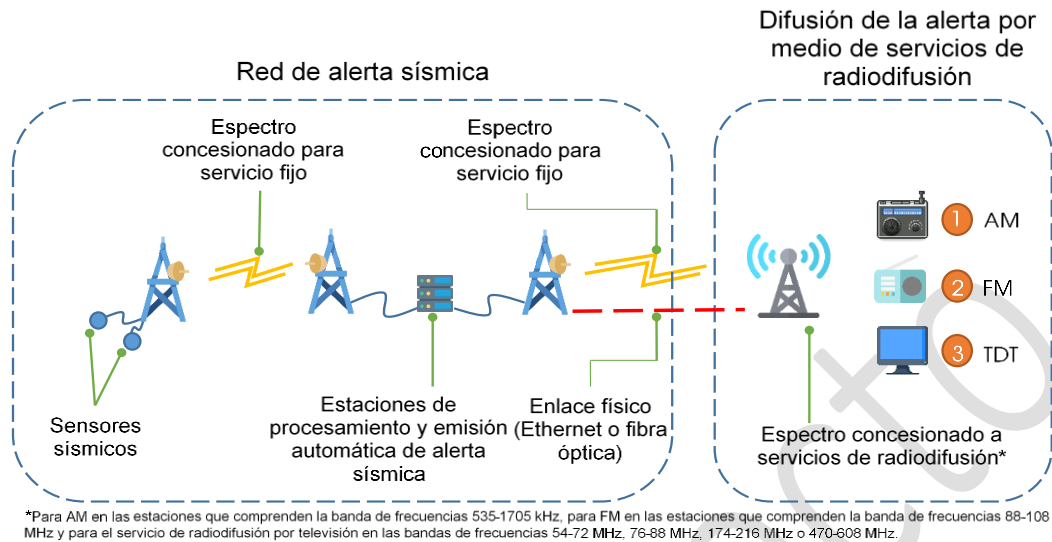 Difusión de la alerta por
medio de servicios de
radiodifusión
Red de alerta sísmica
Espectro
concesionado para
servicio fijo
Espectro
concesionado para
servicio fijo
1 AM
2 FM
3 TDT
Sensores
sísmicos
Estaciones de
procesamiento y emisión
automática de alerta
sísmica
Enlace físico
(Ethernet o fibra
óptica)
Espectro concesionado a
servicios de radiodifusión*
*Para AM en las estaciones que comprenden la banda de frecuencias 535-1705 kHz, para FM en las estaciones que comprenden la banda de frecuencias 88-108
MHz y para el servicio de radiodifusión por televisión en las bandas de frecuencias 54-72 MHz, 76-88 MHz, 174-216 MHz o 470-608 MHz.